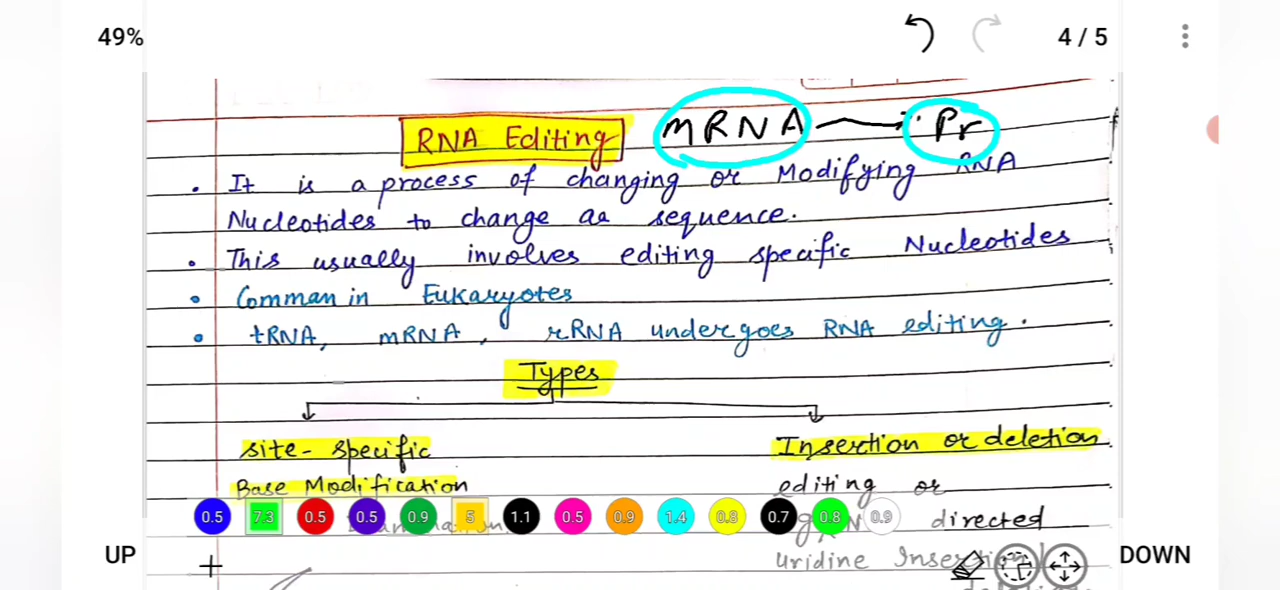 49%
4 / 5
RNA Editing mRNA Pr
• It is a process of changing or Modifying RNA
Nucleotides to change aa sequence.
• This usually involves editing specific Nucleotides
• Comman in Eukaryotes
• tRNA, mRNA, rRNA undergoes RNA editing.
Types
Site-specific Insertion or deletion
Base Modification editing or
0.5 7.3 0.5 0.5 0.9 5 1.1 0.5 0.9 1.4 0.8 0.7 0.8 0.9
directed
UP uridine Insertion DOWN